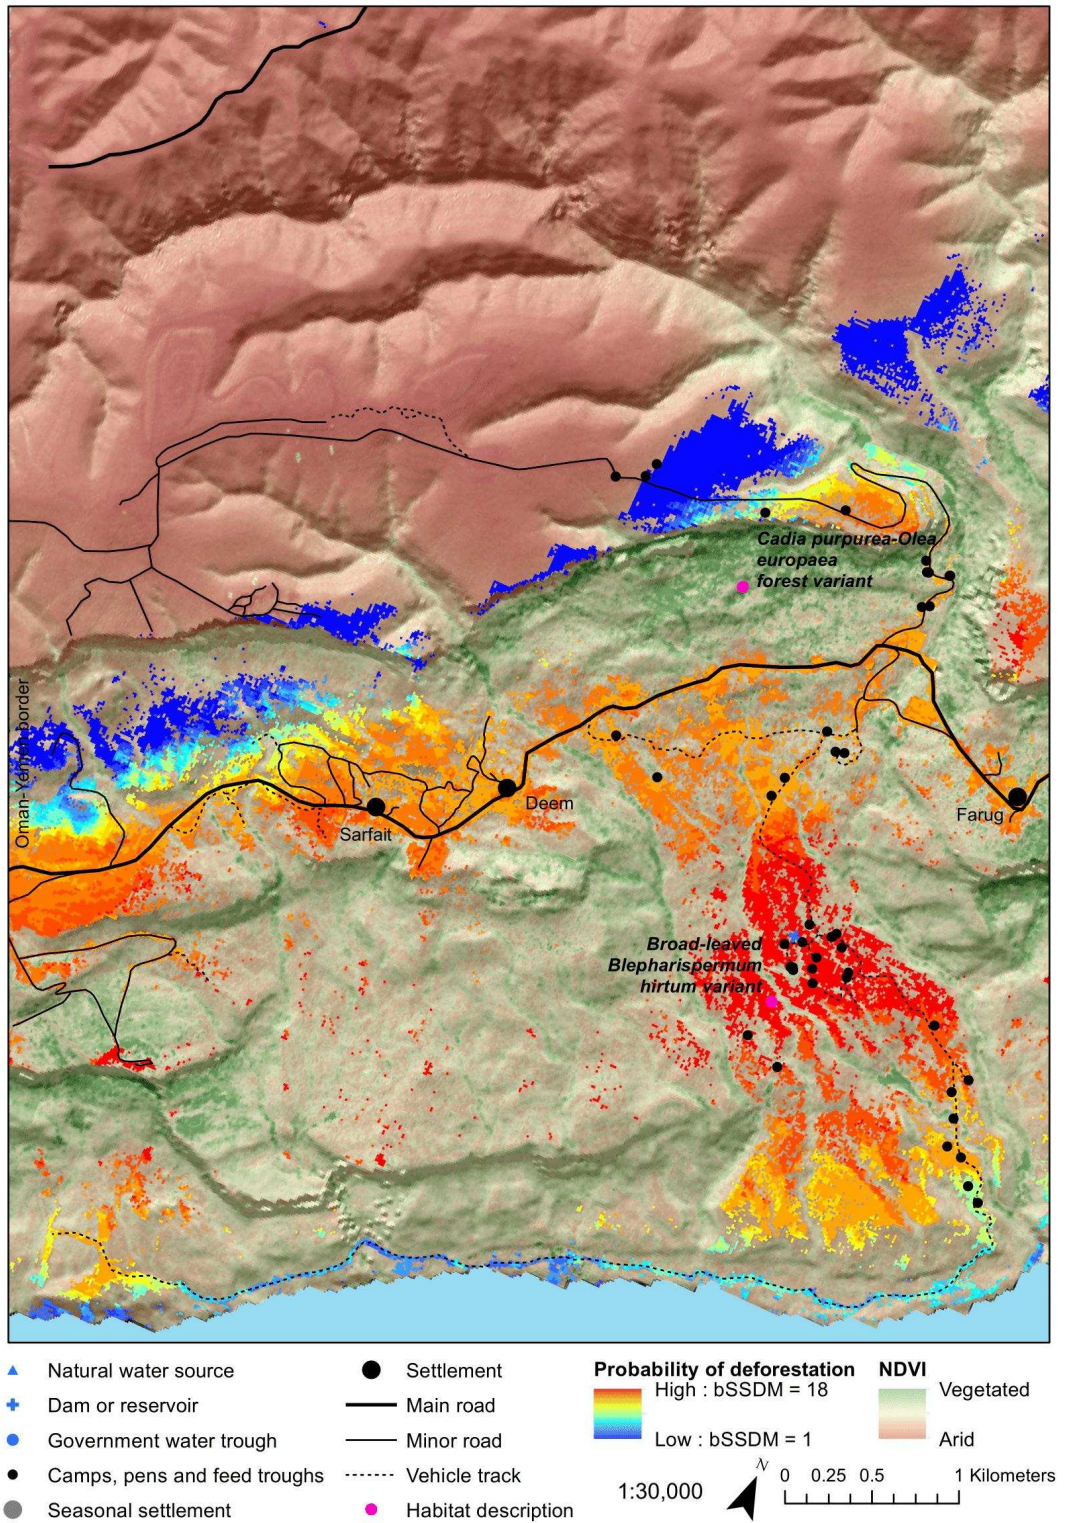 Cadia purpurea-Olea
europaea
forest variant
Oman-Yemen border
Deem
Sarfait
Farug
Broad-leaved
Blepharispermum
hirtum variant
Natural water source
Dam or reservoir
Government water trough
Camps, pens and feed troughs
Seasonal settlement
Settlement
Main road
Minor road
Vehicle track
Habitat description
Probability of deforestation
High : bSSDM = 18
Low : bSSDM = 1
NDVI
Vegetated
Arid
1:30,000
N
0 0.25 0.5 1 Kilometers